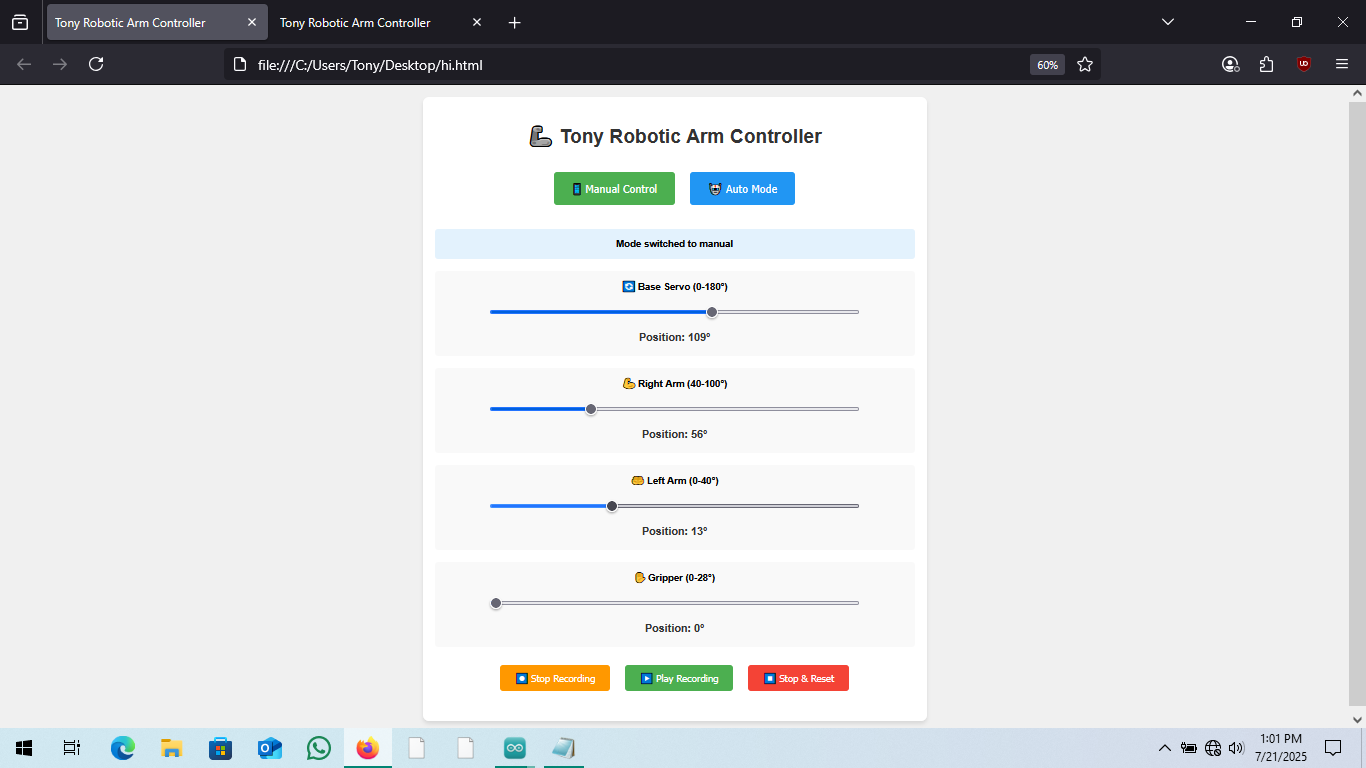 Tony Robotic Arm Controller
Tony Robotic Arm Controller
file:///C:/Users/Tony/Desktop/hi.html
60%
Tony Robotic Arm Controller
Manual Control
Auto Mode
Mode switched to manual
Base Servo (0-180°)
Position: 109°
Right Arm (40-100°)
Position: 56°
Left Arm (0-40°)
Position: 13°
Gripper (0-28°)
Position: 0°
Stop Recording
Play Recording
Stop & Reset
1:01 PM
7/21/2025